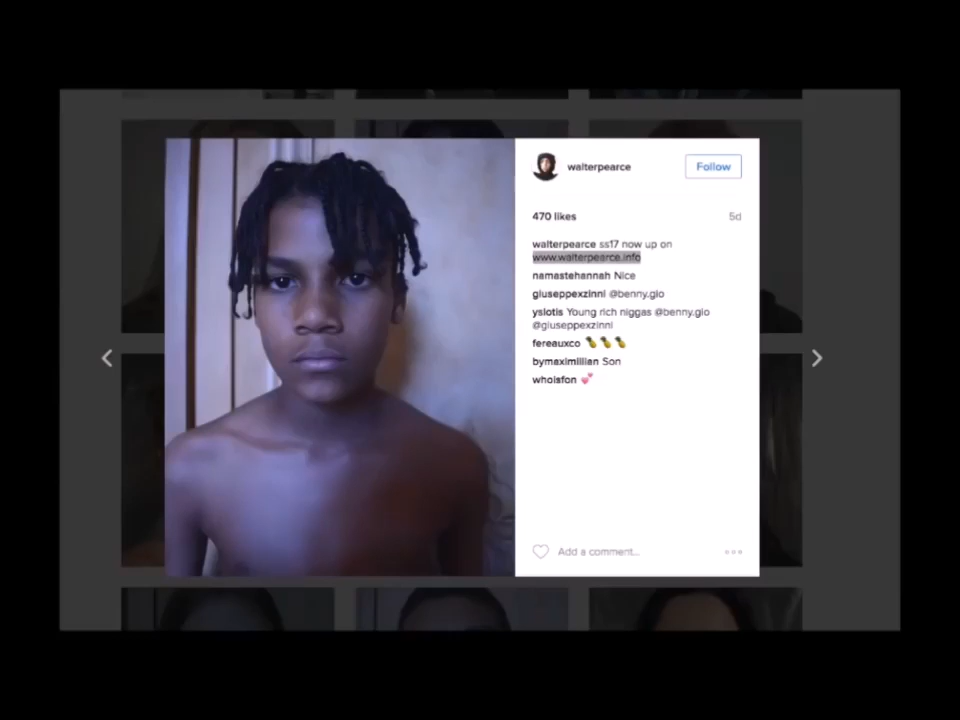 walterpearce
Follow
470 likes
5d
walterpearce ss17 now up on
www.walterpearce.info
namastehannah Nice
giuseppexzinni @benny.gio
yslotis Young rich niggas @benny.gio
@giuseppexzinni
fereauxco 🍍🍍🍍
bymaximillian Son
whoisfon 💕
Add a comment...